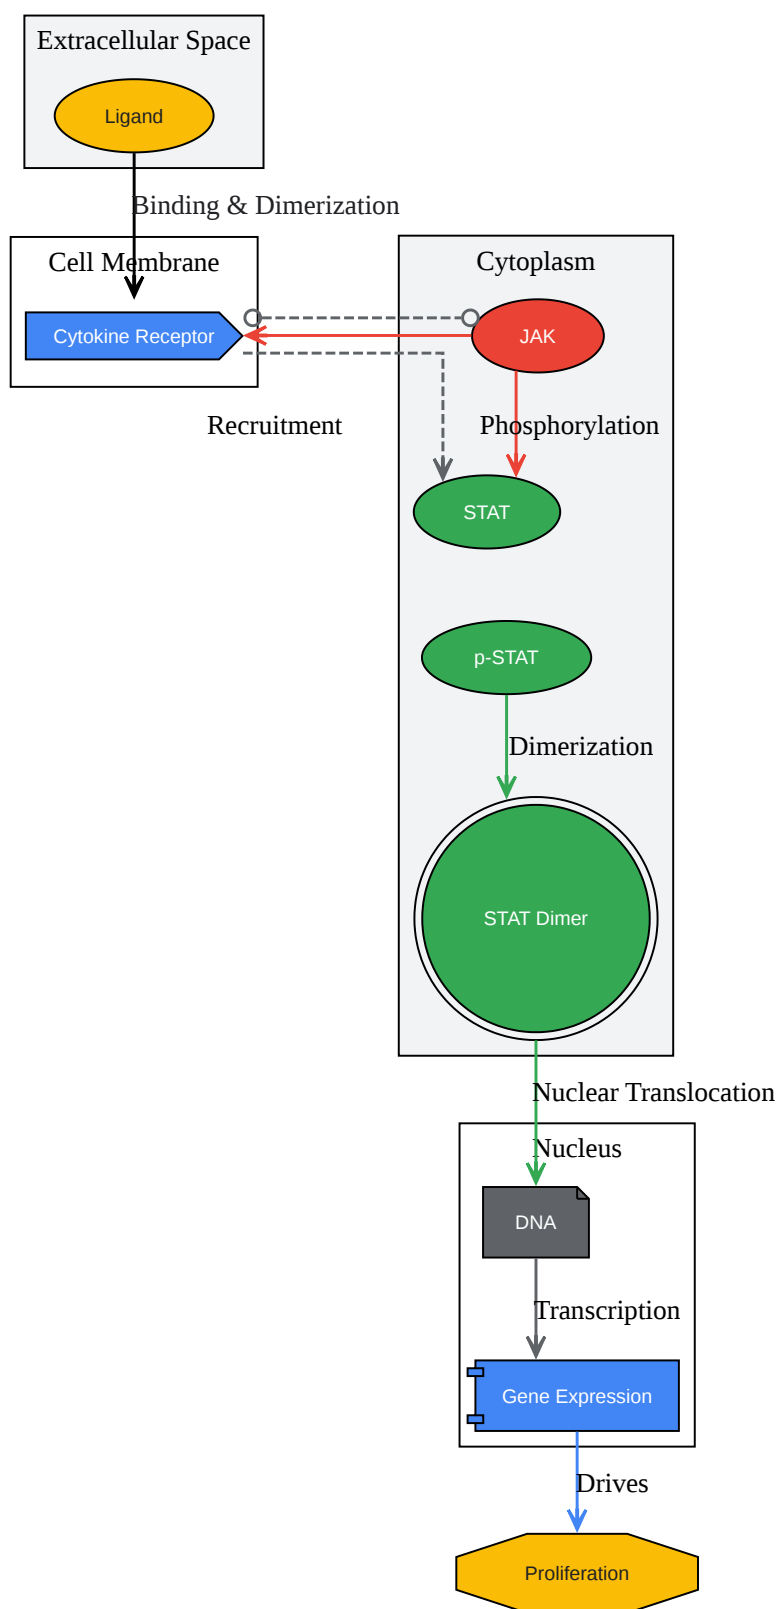 Extracellular Space
Ligand
Binding & Dimerization
Cell Membrane
Cytoplasm
Cytokine Receptor
JAK
Recruitment
Phosphorylation
STAT
p-STAT
Dimerization
STAT Dimer
Nuclear Translocation
Nucleus
DNA
Transcription
Gene Expression
Drives
Proliferation